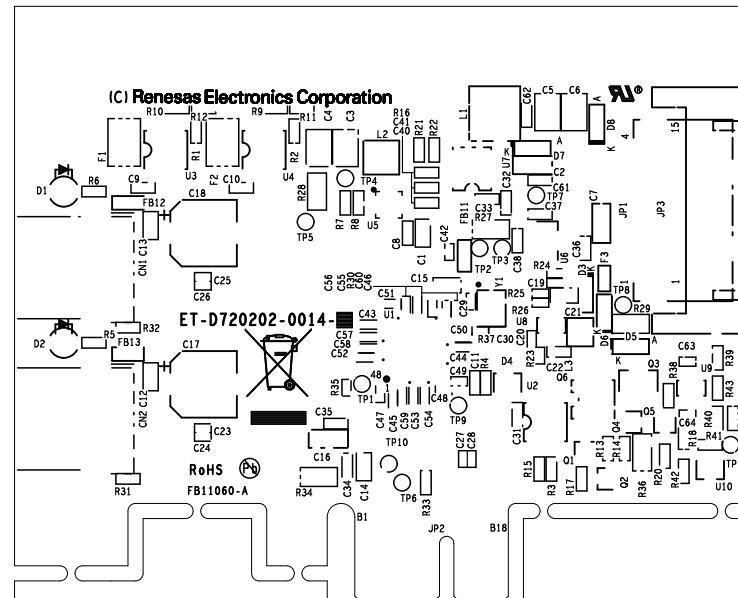 (C) Renesas Electronics Corporation
R10
R12
R9
R11
C4
C3
R16
C41
C42
C40
R21
R22
L1
C62
C5
C6
A
D8
K
4
15
F1
R1
U3
F2
R2
U4
L2
TP4
U7
K
A
D7
C2
C61
TP7
C37
D1
R6
C9
FB12
C10
C18
R28
R7
R8
U5
TP5
C8
C1
C32
C33
R27
FB11
C38
C7
JP1
JP3
C13
CN1
C25
C26
TP2
TP3
U6
C36
D3
K
F3
C56
C55
R30
C60
C46
C15
C51
U1
C29
Y1
R25
R24
C19
R26
TP8
R29
1
ET-D720202-0014-
C43
C57
C58
C52
C50
R37
C30
U8
C20
C21
D6
K
D5
A
D2
R5
R32
FB13
C17
C44
C49
C11
R4
D4
R23
C22
K
C63
R39
CN2
C12
R35
TP1
48
1
C47
C45
C59
C53
C54
C48
TP9
U2
Q6
R38
Q3
U9
R43
C23
C24
C35
C16
TP10
C27
C28
C31
Q4
Q5
C64
R18
R40
R41
TP
RoHS
Pb
FB11060-A
R31
R34
C34
C14
TP6
R33
R15
R3
Q1
R17
R13
R14
Q2
R36
R20
R42
U10
B1
JP2
B18